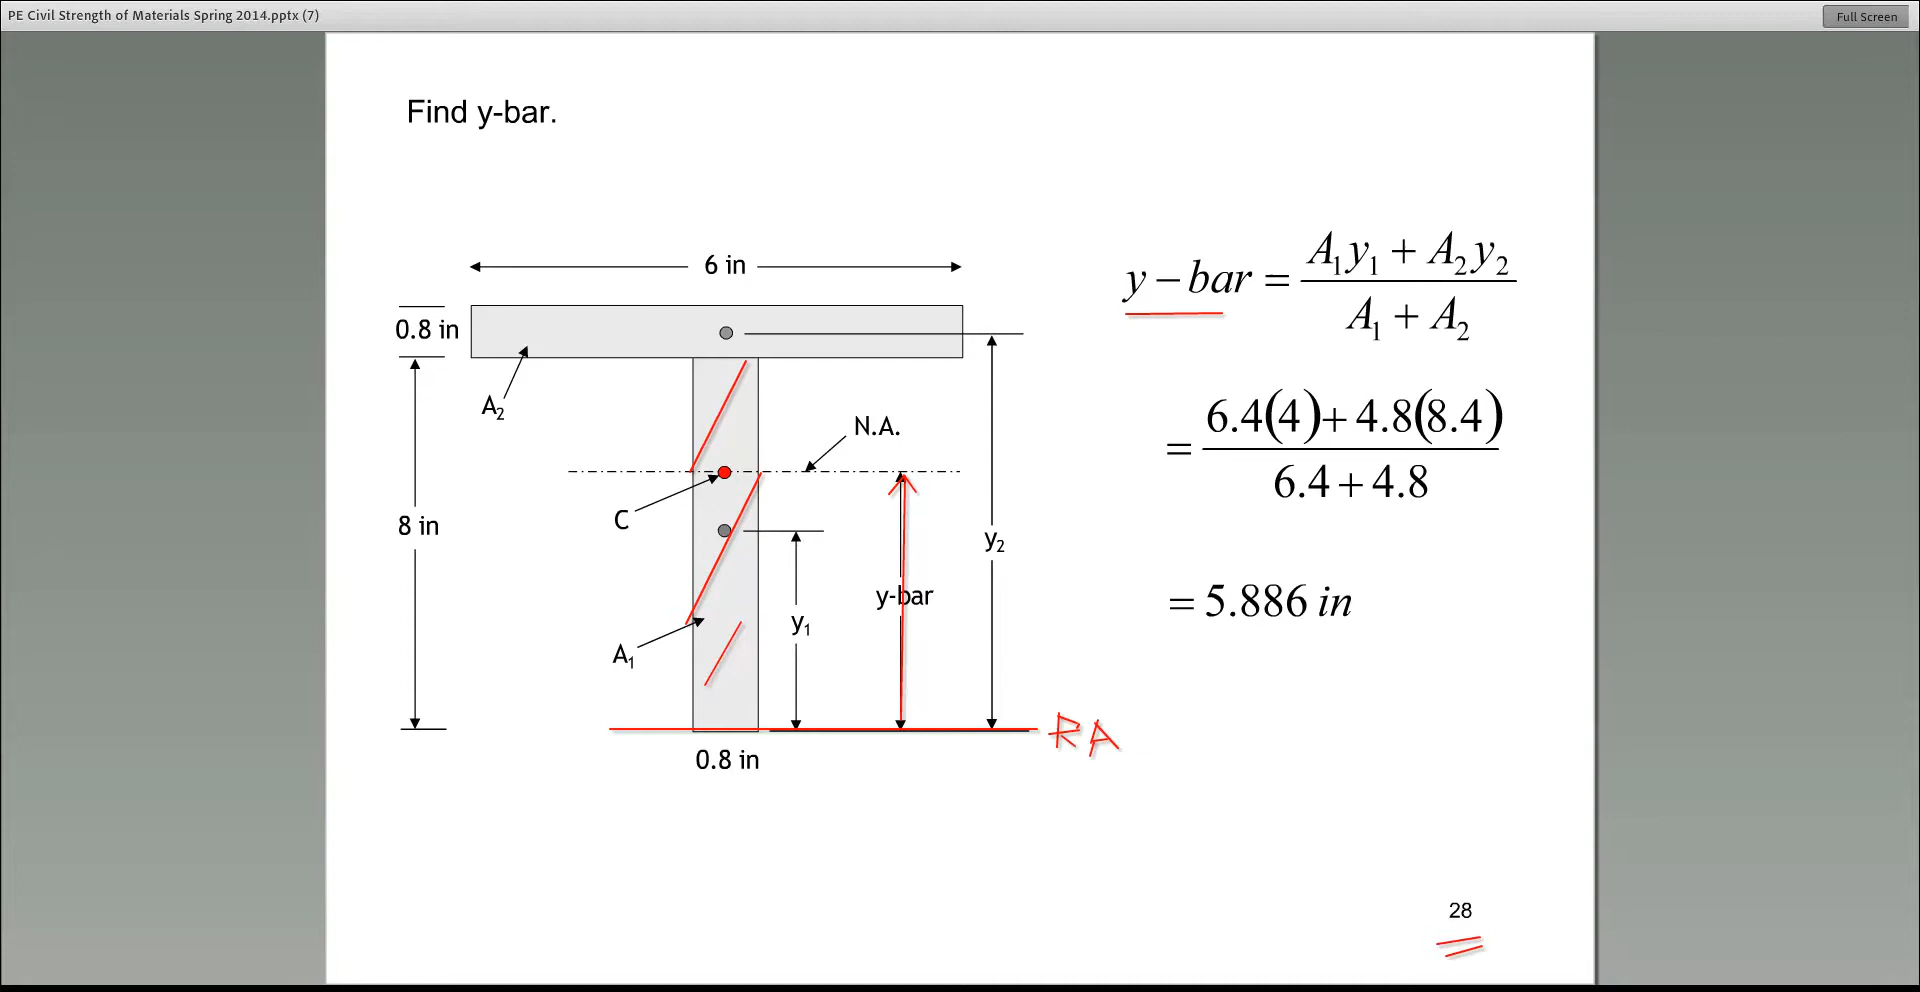 PE Civil Strength of Materials Spring 2014.pptx (7)
Full Screen
Find y-bar.
6 in
0.8 in
A₂
8 in
N.A.
C
y₂
y-bar
y₁
A₁
0.8 in
RA
y − bar = (A₁y₁ + A₂y₂) / (A₁ + A₂)
= (6.4(4) + 4.8(8.4)) / (6.4 + 4.8)
= 5.886 in
28